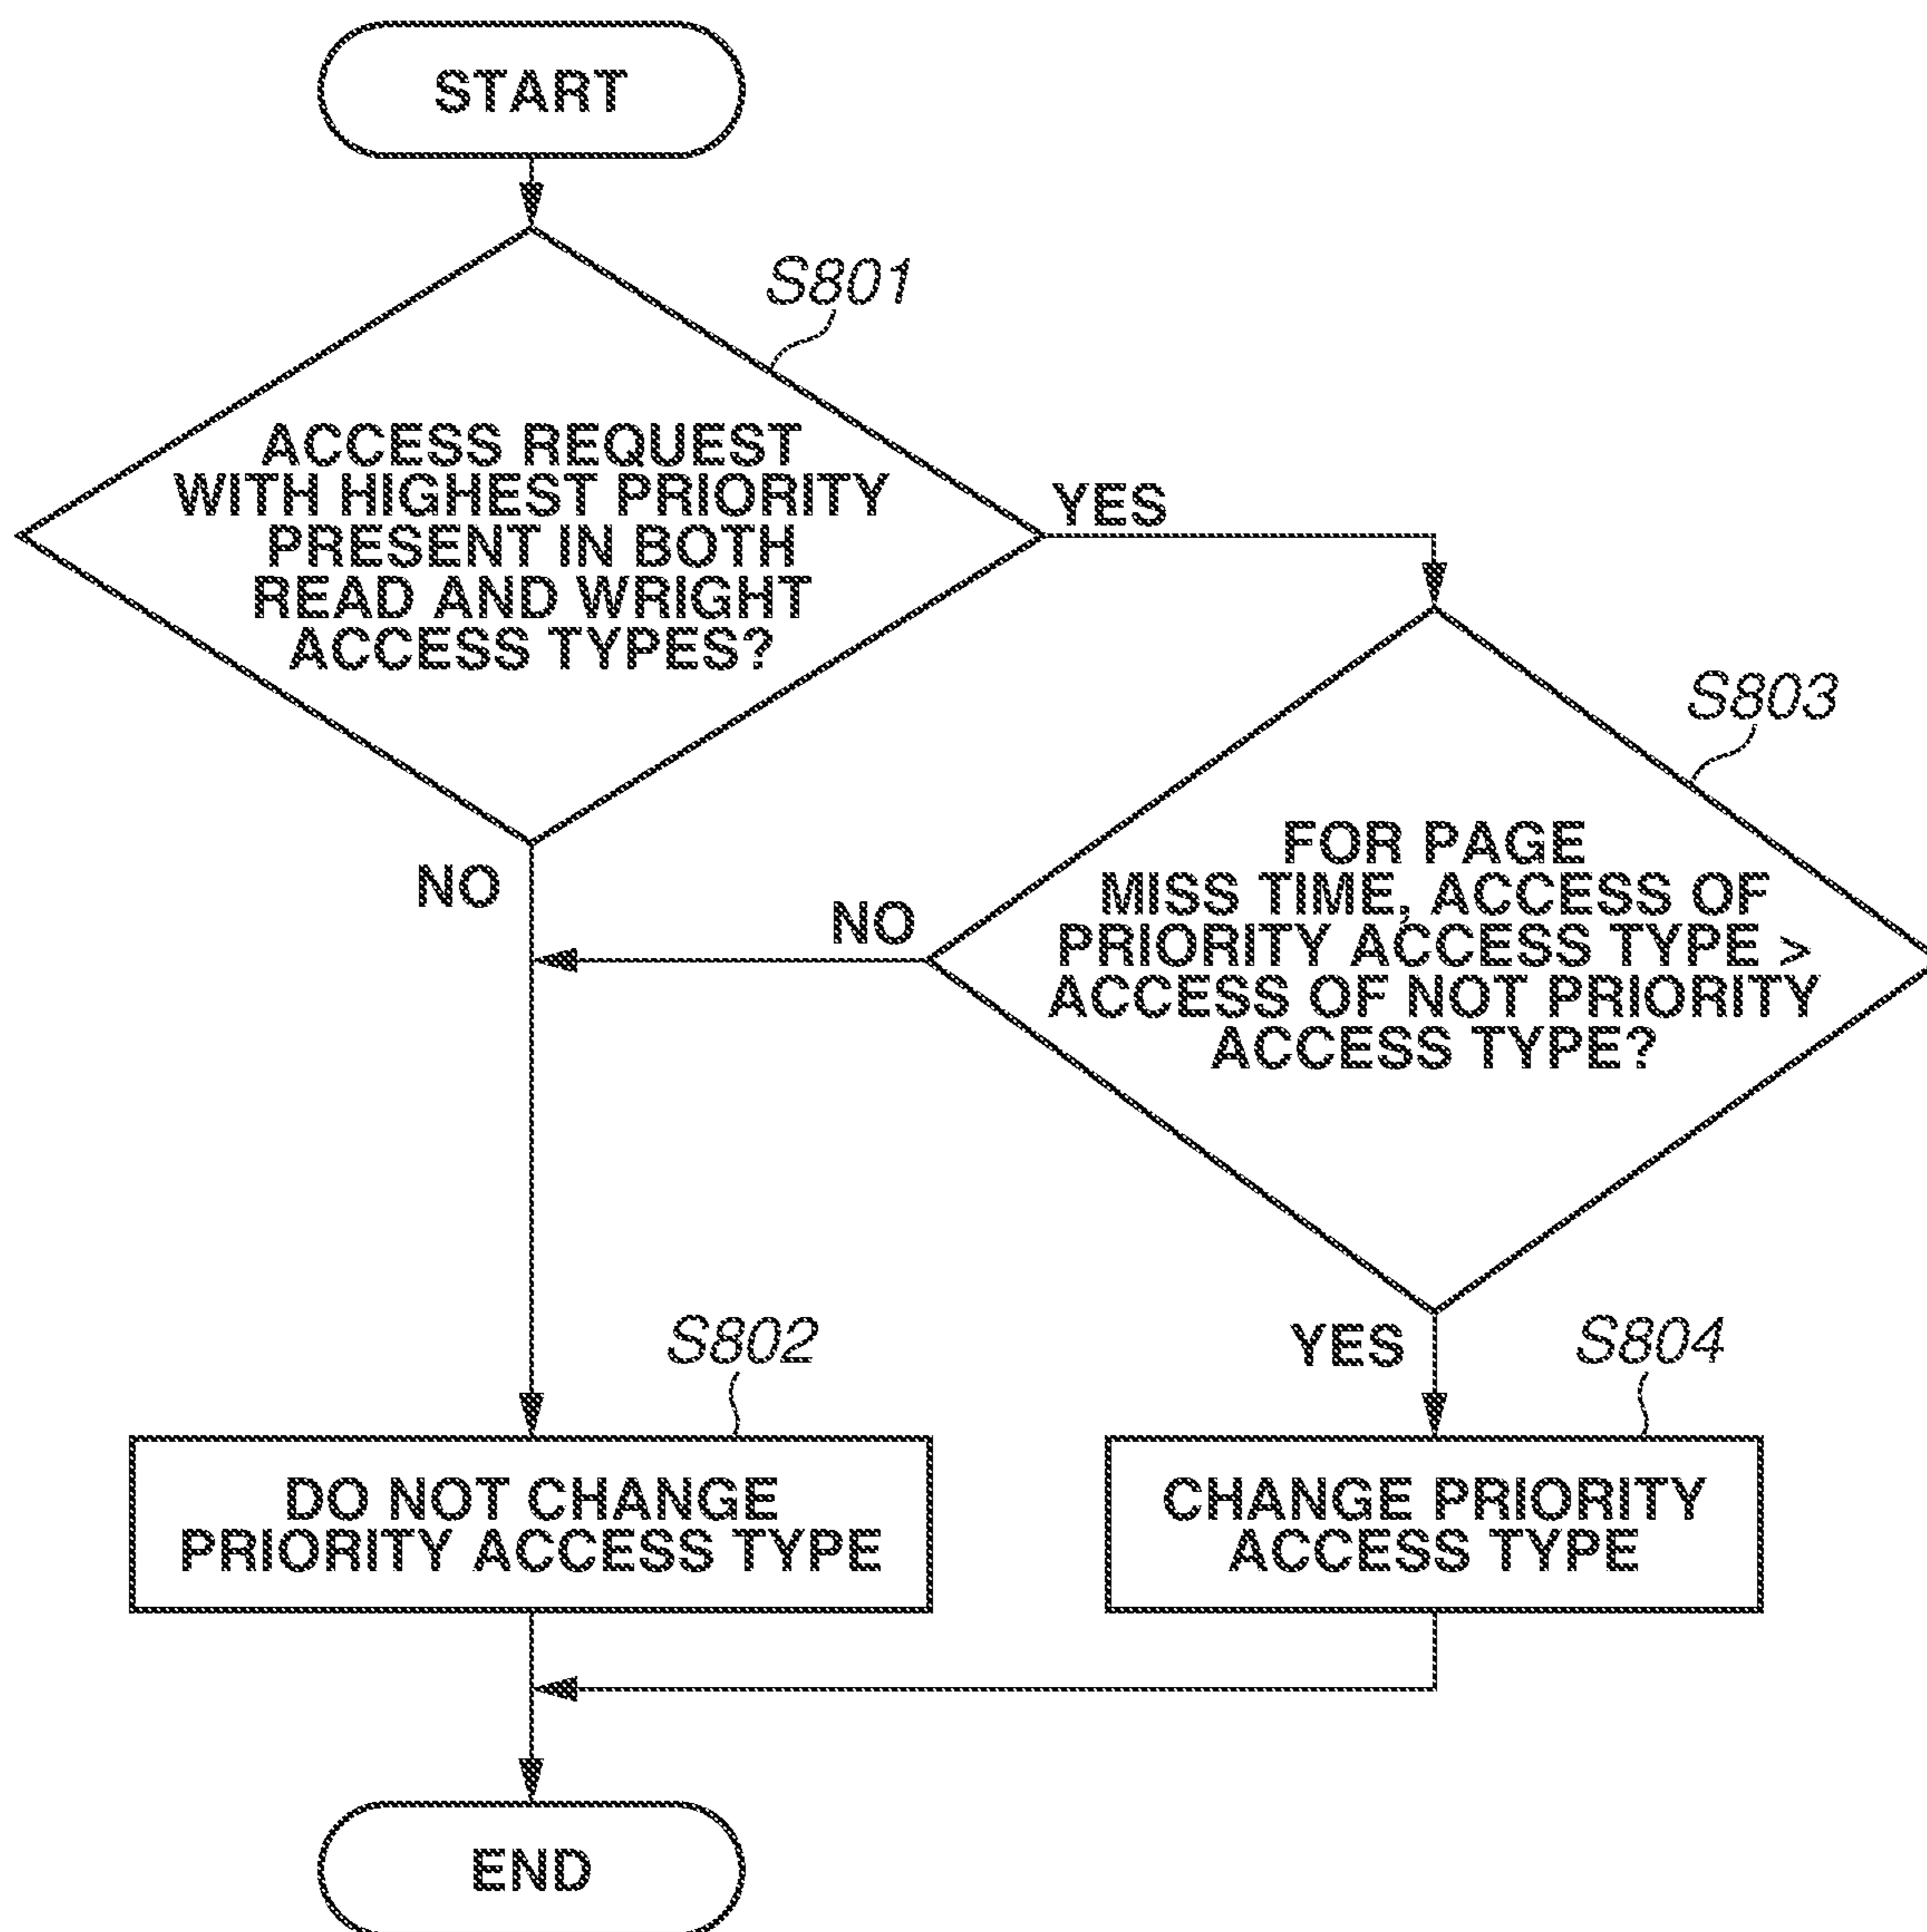 START
S801
ACCESS REQUEST
WITH HIGHEST PRIORITY
PRESENT IN BOTH
READ AND WRIGHT
ACCESS TYPES?
YES
NO
S803
FOR PAGE
MISS TIME, ACCESS OF
PRIORITY ACCESS TYPE >
ACCESS OF NOT PRIORITY
ACCESS TYPE?
NO
YES
S802
DO NOT CHANGE
PRIORITY ACCESS TYPE
S804
CHANGE PRIORITY
ACCESS TYPE
END